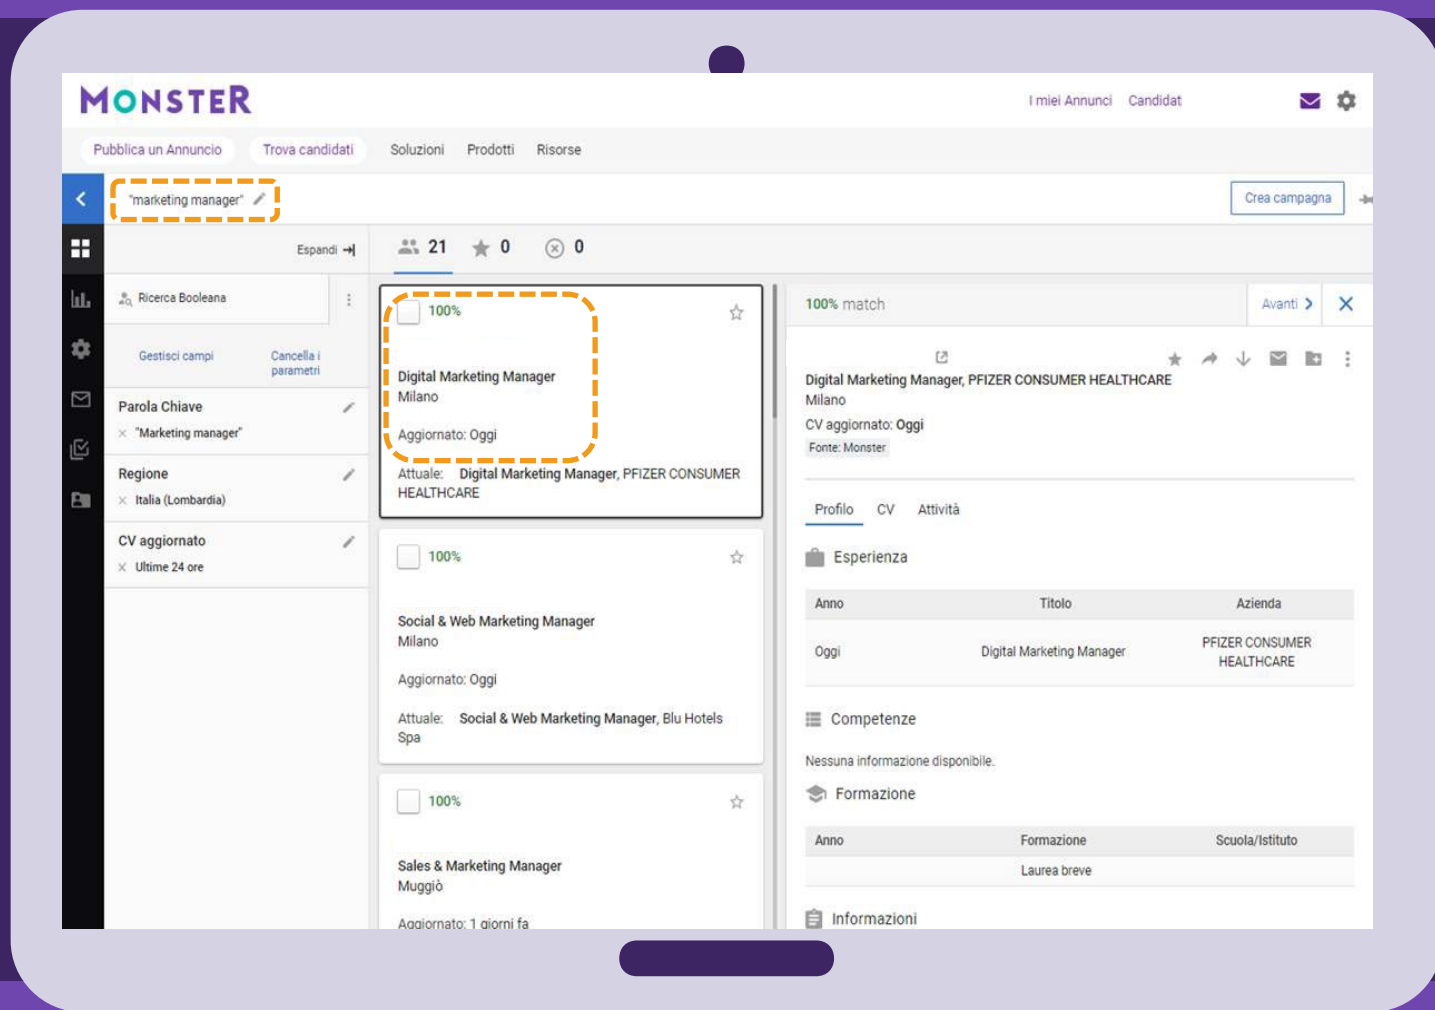 MONSTER
I miei Annunci Candidat
Pubblica un Annuncio Trova candidati Soluzioni Prodotti Risorse
"marketing manager"
Crea campagna
Espandi
21 0 0
Ricerca Booleana
Gestisci campi
Cancella i
parametri
Parola Chiave
× "Marketing manager"
Regione
× Italia (Lombardia)
CV aggiornato
× Ultime 24 ore
100%
Digital Marketing Manager
Milano
Aggiornato: Oggi
Attuale: Digital Marketing Manager, PFIZER CONSUMER
HEALTHCARE
100%
Social & Web Marketing Manager
Milano
Aggiornato: Oggi
Attuale: Social & Web Marketing Manager, Blu Hotels
Spa
100%
Sales & Marketing Manager
Muggiò
Aggiornato: 1 giorni fa
100% match
Avanti
Digital Marketing Manager, PFIZER CONSUMER HEALTHCARE
Milano
CV aggiornato: Oggi
Fonte: Monster
Profilo CV Attività
Esperienza
Anno Titolo Azienda
Oggi Digital Marketing Manager PFIZER CONSUMER
HEALTHCARE
Competenze
Nessuna informazione disponibile.
Formazione
Anno Formazione Scuola/Istituto
Laurea breve
Informazioni